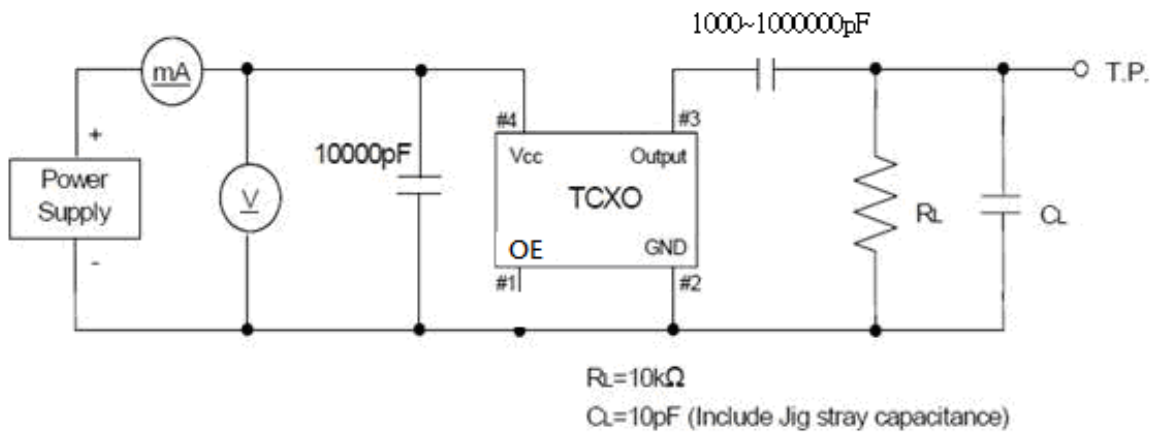 1000~1000000pF
mA
T.P.
#4
#3
+
10000pF
Vcc
Output
Power
Supply
V
TCXO
RL
CL
OE
GND
-
#1
#2
RL=10kΩ
CL=10pF (Include Jig stray capacitance)